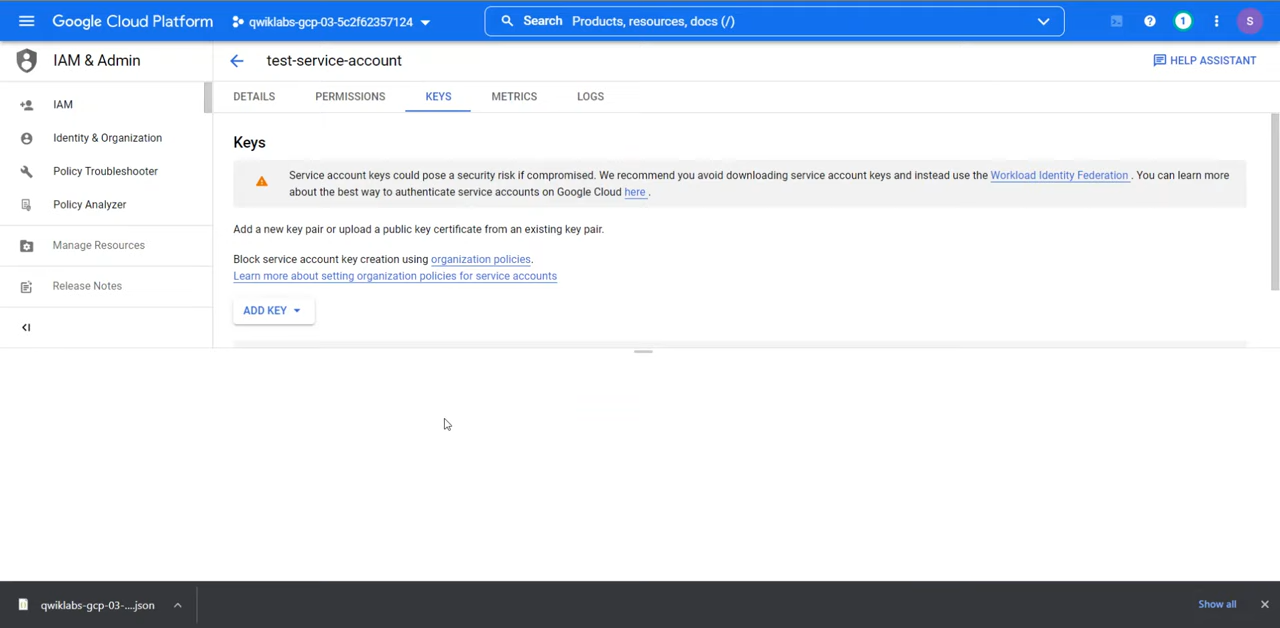 Google Cloud Platform
qwiklabs-gcp-03-5c2f62357124
Search Products, resources, docs (/)
1
S
IAM & Admin
test-service-account
HELP ASSISTANT
IAM
Identity & Organization
Policy Troubleshooter
Policy Analyzer
Manage Resources
Release Notes
DETAILS
PERMISSIONS
KEYS
METRICS
LOGS
Keys
Service account keys could pose a security risk if compromised. We recommend you avoid downloading service account keys and instead use the Workload Identity Federation . You can learn more
about the best way to authenticate service accounts on Google Cloud here .
Add a new key pair or upload a public key certificate from an existing key pair.
Block service account key creation using organization policies.
Learn more about setting organization policies for service accounts
ADD KEY
qwiklabs-gcp-03-....json
Show all